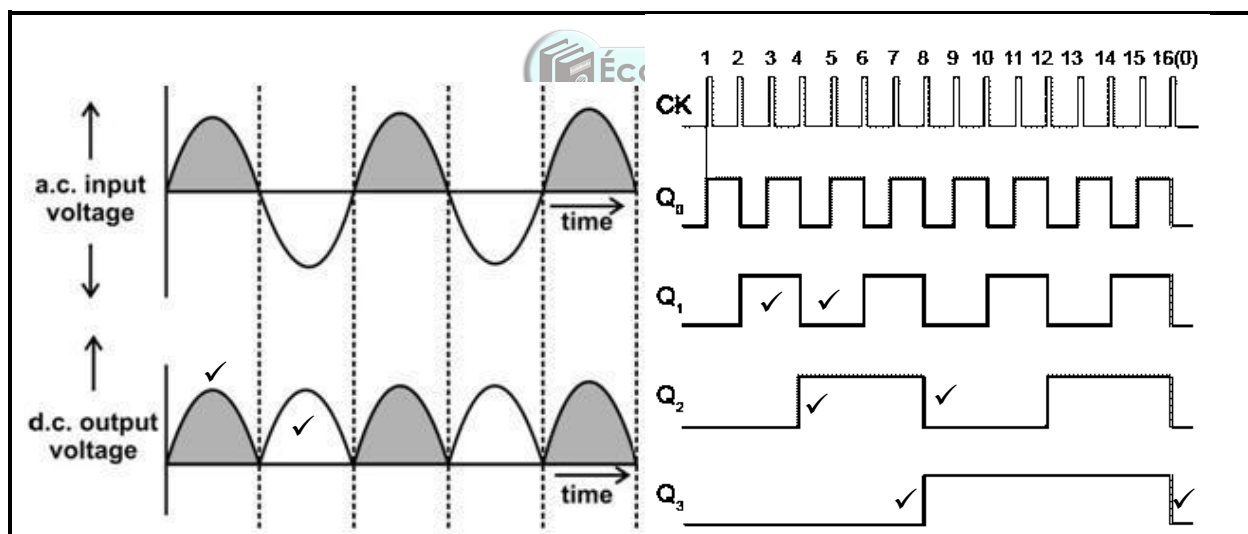 Éco
a.c. input
voltage
time
d.c. output
voltage
time
1 2 3 4 5 6 7 8 9 10 11 12 13 14 15 16(0)
CK
Q0
Q1
Q2
Q3